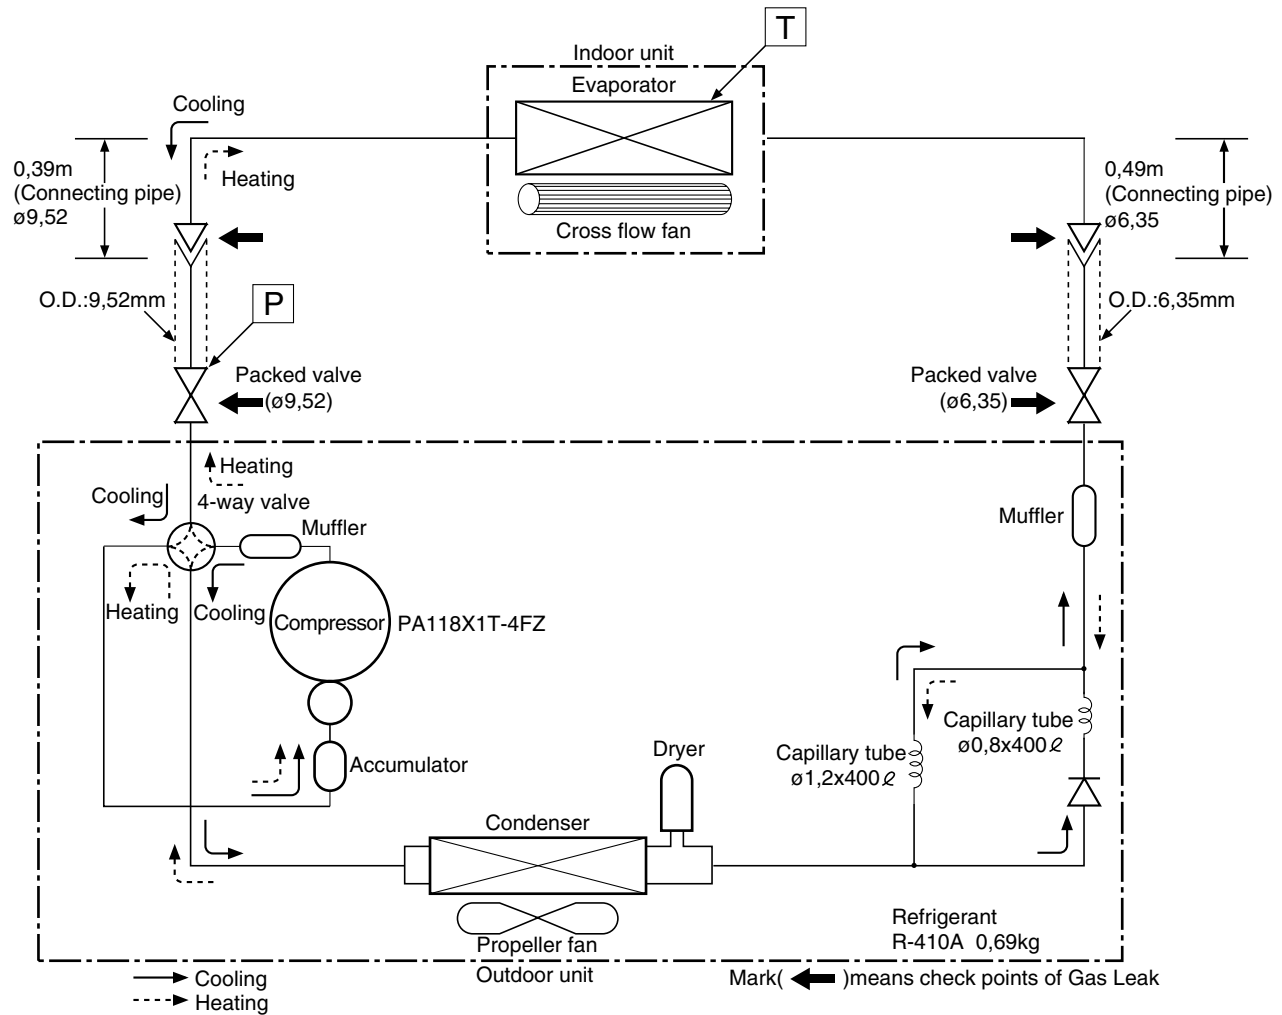 T
Indoor unit
Evaporator
Cooling
Heating
0,39m
(Connecting pipe)
ø9,52
0,49m
(Connecting pipe)
ø6,35
Cross flow fan
O.D.:9,52mm
P
O.D.:6,35mm
Packed valve
(ø9,52)
Packed valve
(ø6,35)
Heating
Cooling
4-way valve
Muffler
Muffler
Heating
Cooling
Compressor
PA118X1T-4FZ
Capillary tube
ø0,8x400ℓ
Capillary tube
ø1,2x400ℓ
Dryer
Accumulator
Condenser
Propeller fan
Refrigerant
R-410A 0,69kg
Outdoor unit
Cooling
Heating
Mark( )means check points of Gas Leak